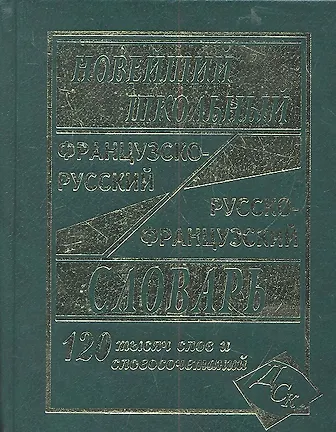 НОВЕЙШИЙ
ШКОЛЬНЫЙ
ФРАНЦУЗСКО-
РУССКИЙ
РУССКО-
ФРАНЦУЗСКИЙ
СЛОВАРЬ
120 тысяч слов и
словосочетаний
ДСК